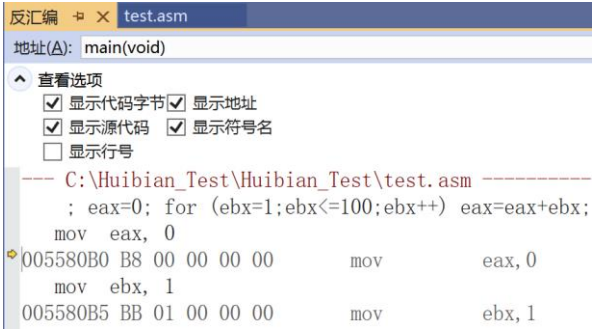 反汇编 test.asm
地址(A): main(void)
查看选项
显示代码字节 显示地址
显示源代码 显示符号名
显示行号
--- C:\Huibian_Test\Huibian_Test\test.asm ----------
; eax=0; for (ebx=1;ebx<=100;ebx++) eax=eax+ebx;
mov eax, 0
005580B0 B8 00 00 00 00 mov eax,0
mov ebx, 1
005580B5 BB 01 00 00 00 mov ebx,1